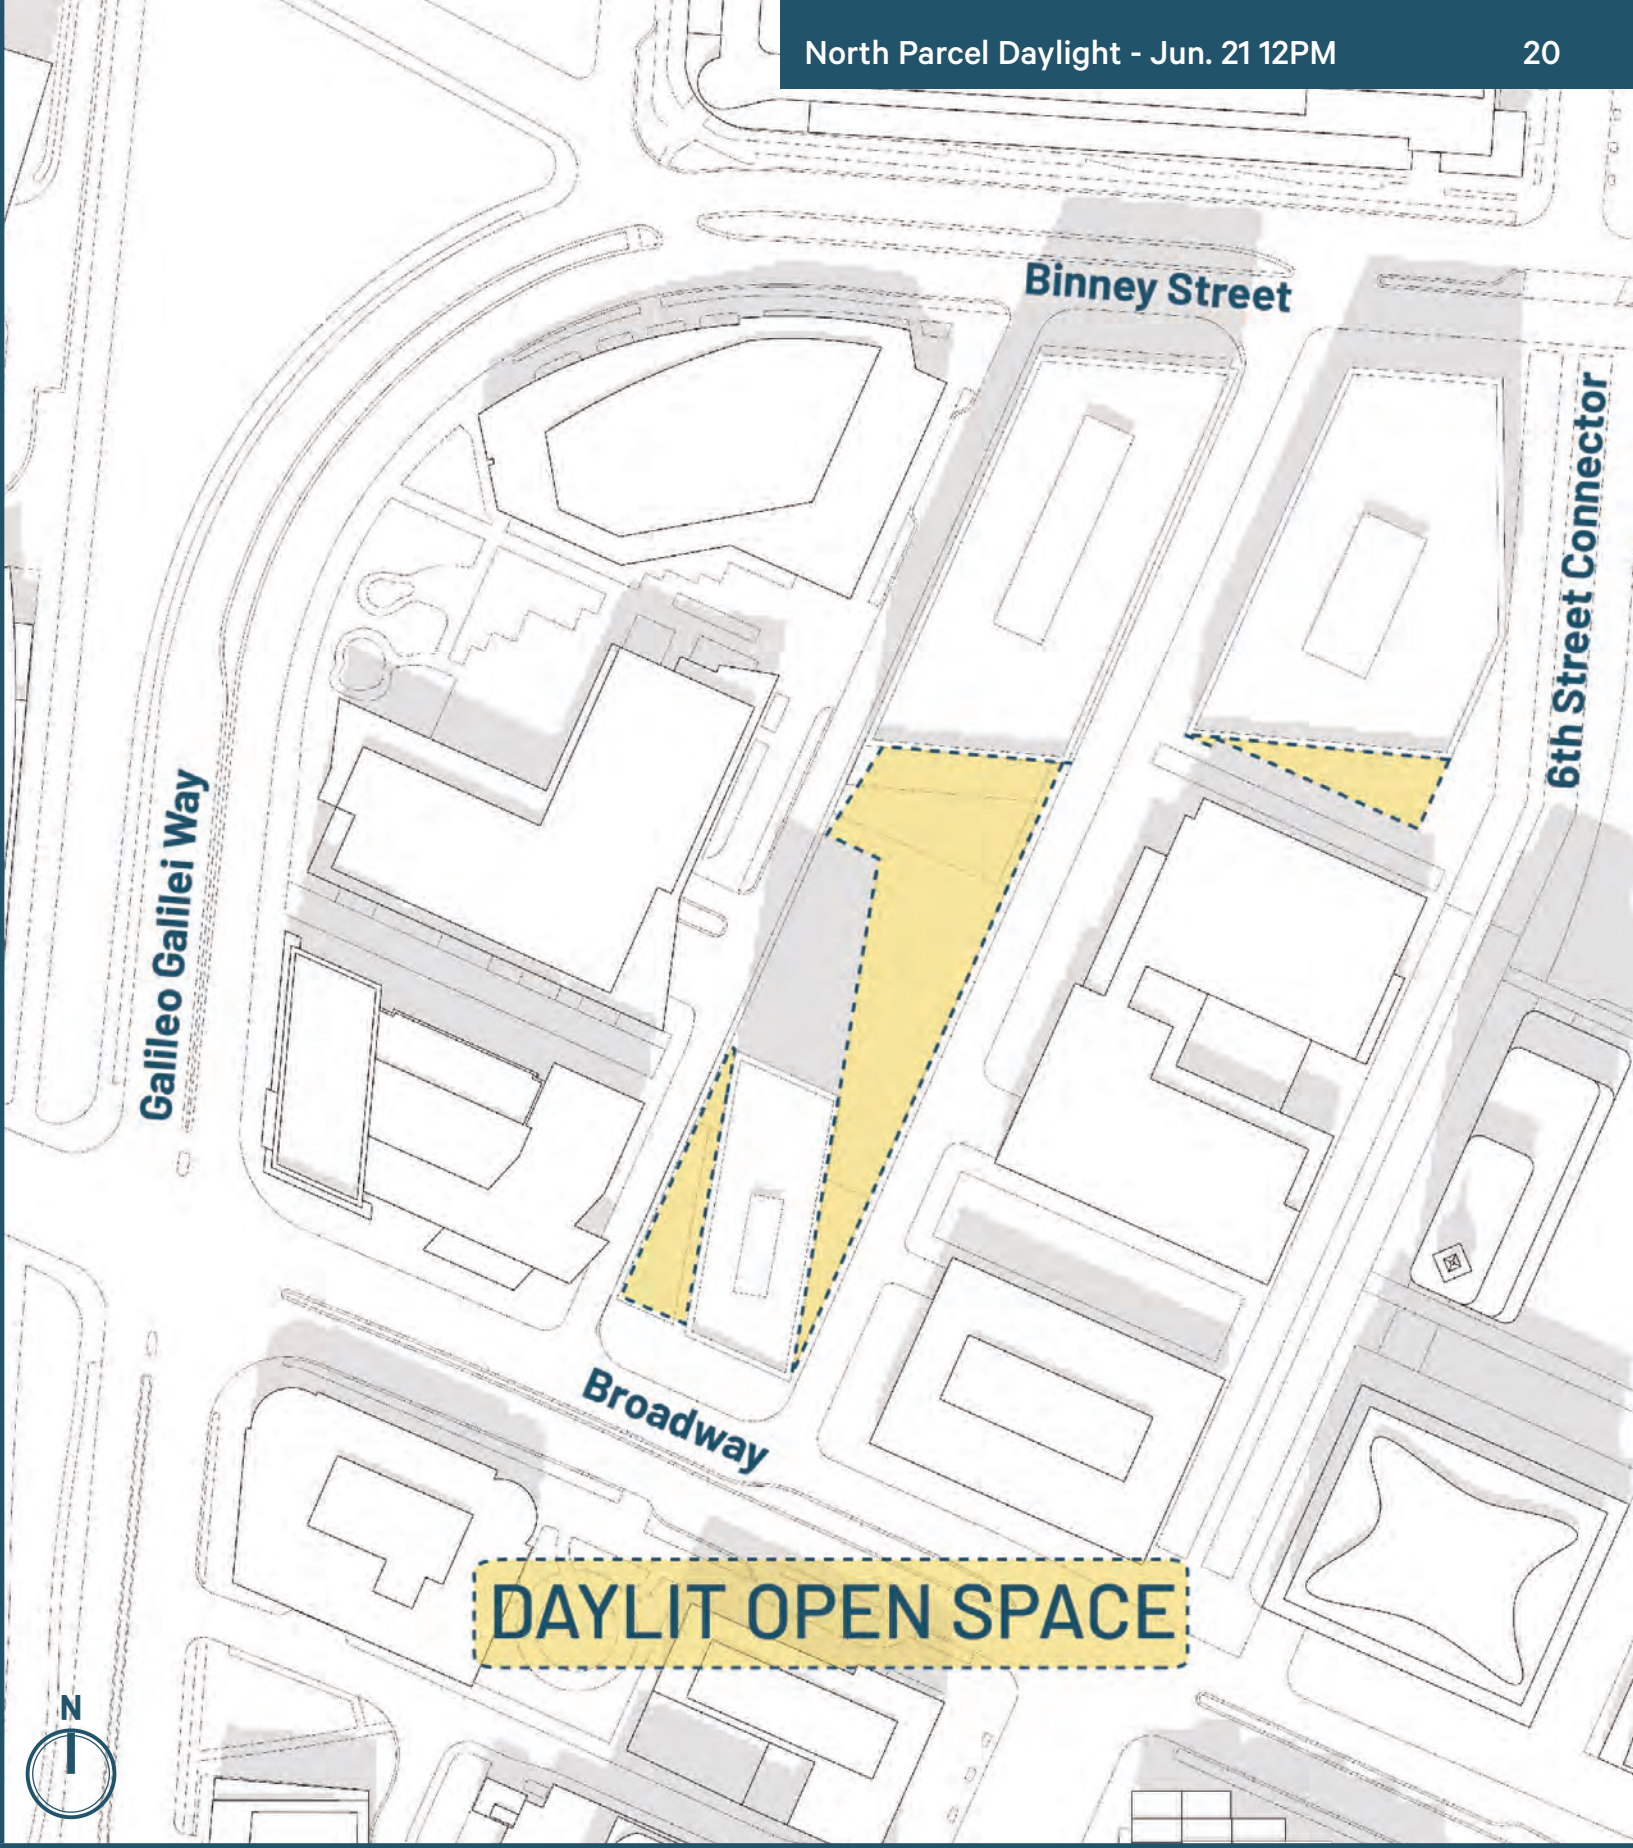 North Parcel Daylight - Jun. 21 12PM 20
Binney Street
6th Street Connector
Galileo Galilei Way
Broadway
DAYLIT OPEN SPACE
N